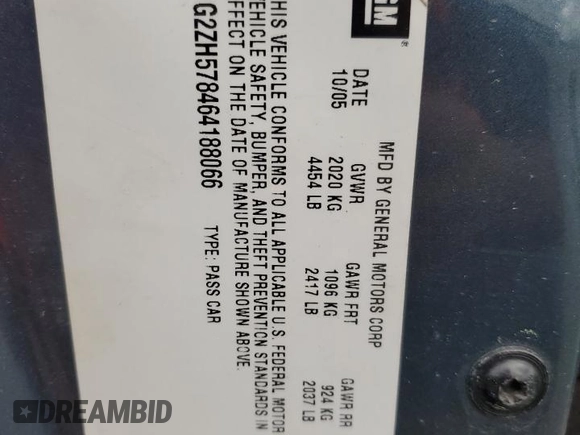 GM
®
MFD BY GENERAL MOTORS CORP
DATE GVWR GAWR FRT GAWR RR
10/05 2020 KG 1096 KG 924 KG
4454 LB 2417 LB 2037 LB
THIS VEHICLE CONFORMS TO ALL APPLICABLE U.S. FEDERAL MOTOR
VEHICLE SAFETY, BUMPER, AND THEFT PREVENTION STANDARDS IN
EFFECT ON THE DATE OF MANUFACTURE SHOWN ABOVE.
G2ZH578464188066 TYPE: PASS CAR
DREAMBID